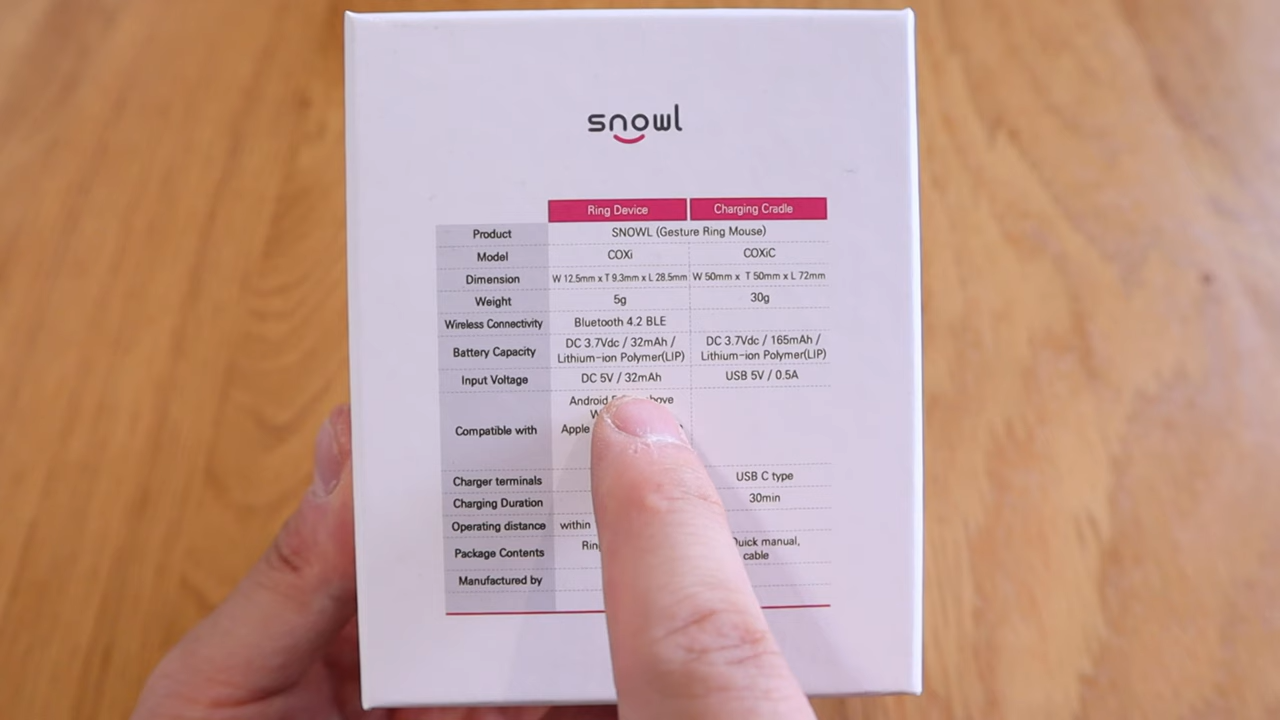 snowl
Ring Device Charging Cradle
Product SNOWL (Gesture Ring Mouse)
Model COXi COXiC
Dimension W 12.5mm x T 9.3mm x L 28.5mm W 50mm x T 50mm x L 72mm
Weight 5g 30g
Wireless Connectivity Bluetooth 4.2 BLE
Battery Capacity DC 3.7Vdc / 32mAh / Lithium-ion Polymer(LIP) DC 3.7Vdc / 165mAh / Lithium-ion Polymer(LIP)
Input Voltage DC 5V / 32mAh USB 5V / 0.5A
Compatible with Android above
Apple
Charger terminals USB C type
Charging Duration 30min
Operating distance within
Package Contents Ring Quick manual,
cable
Manufactured by